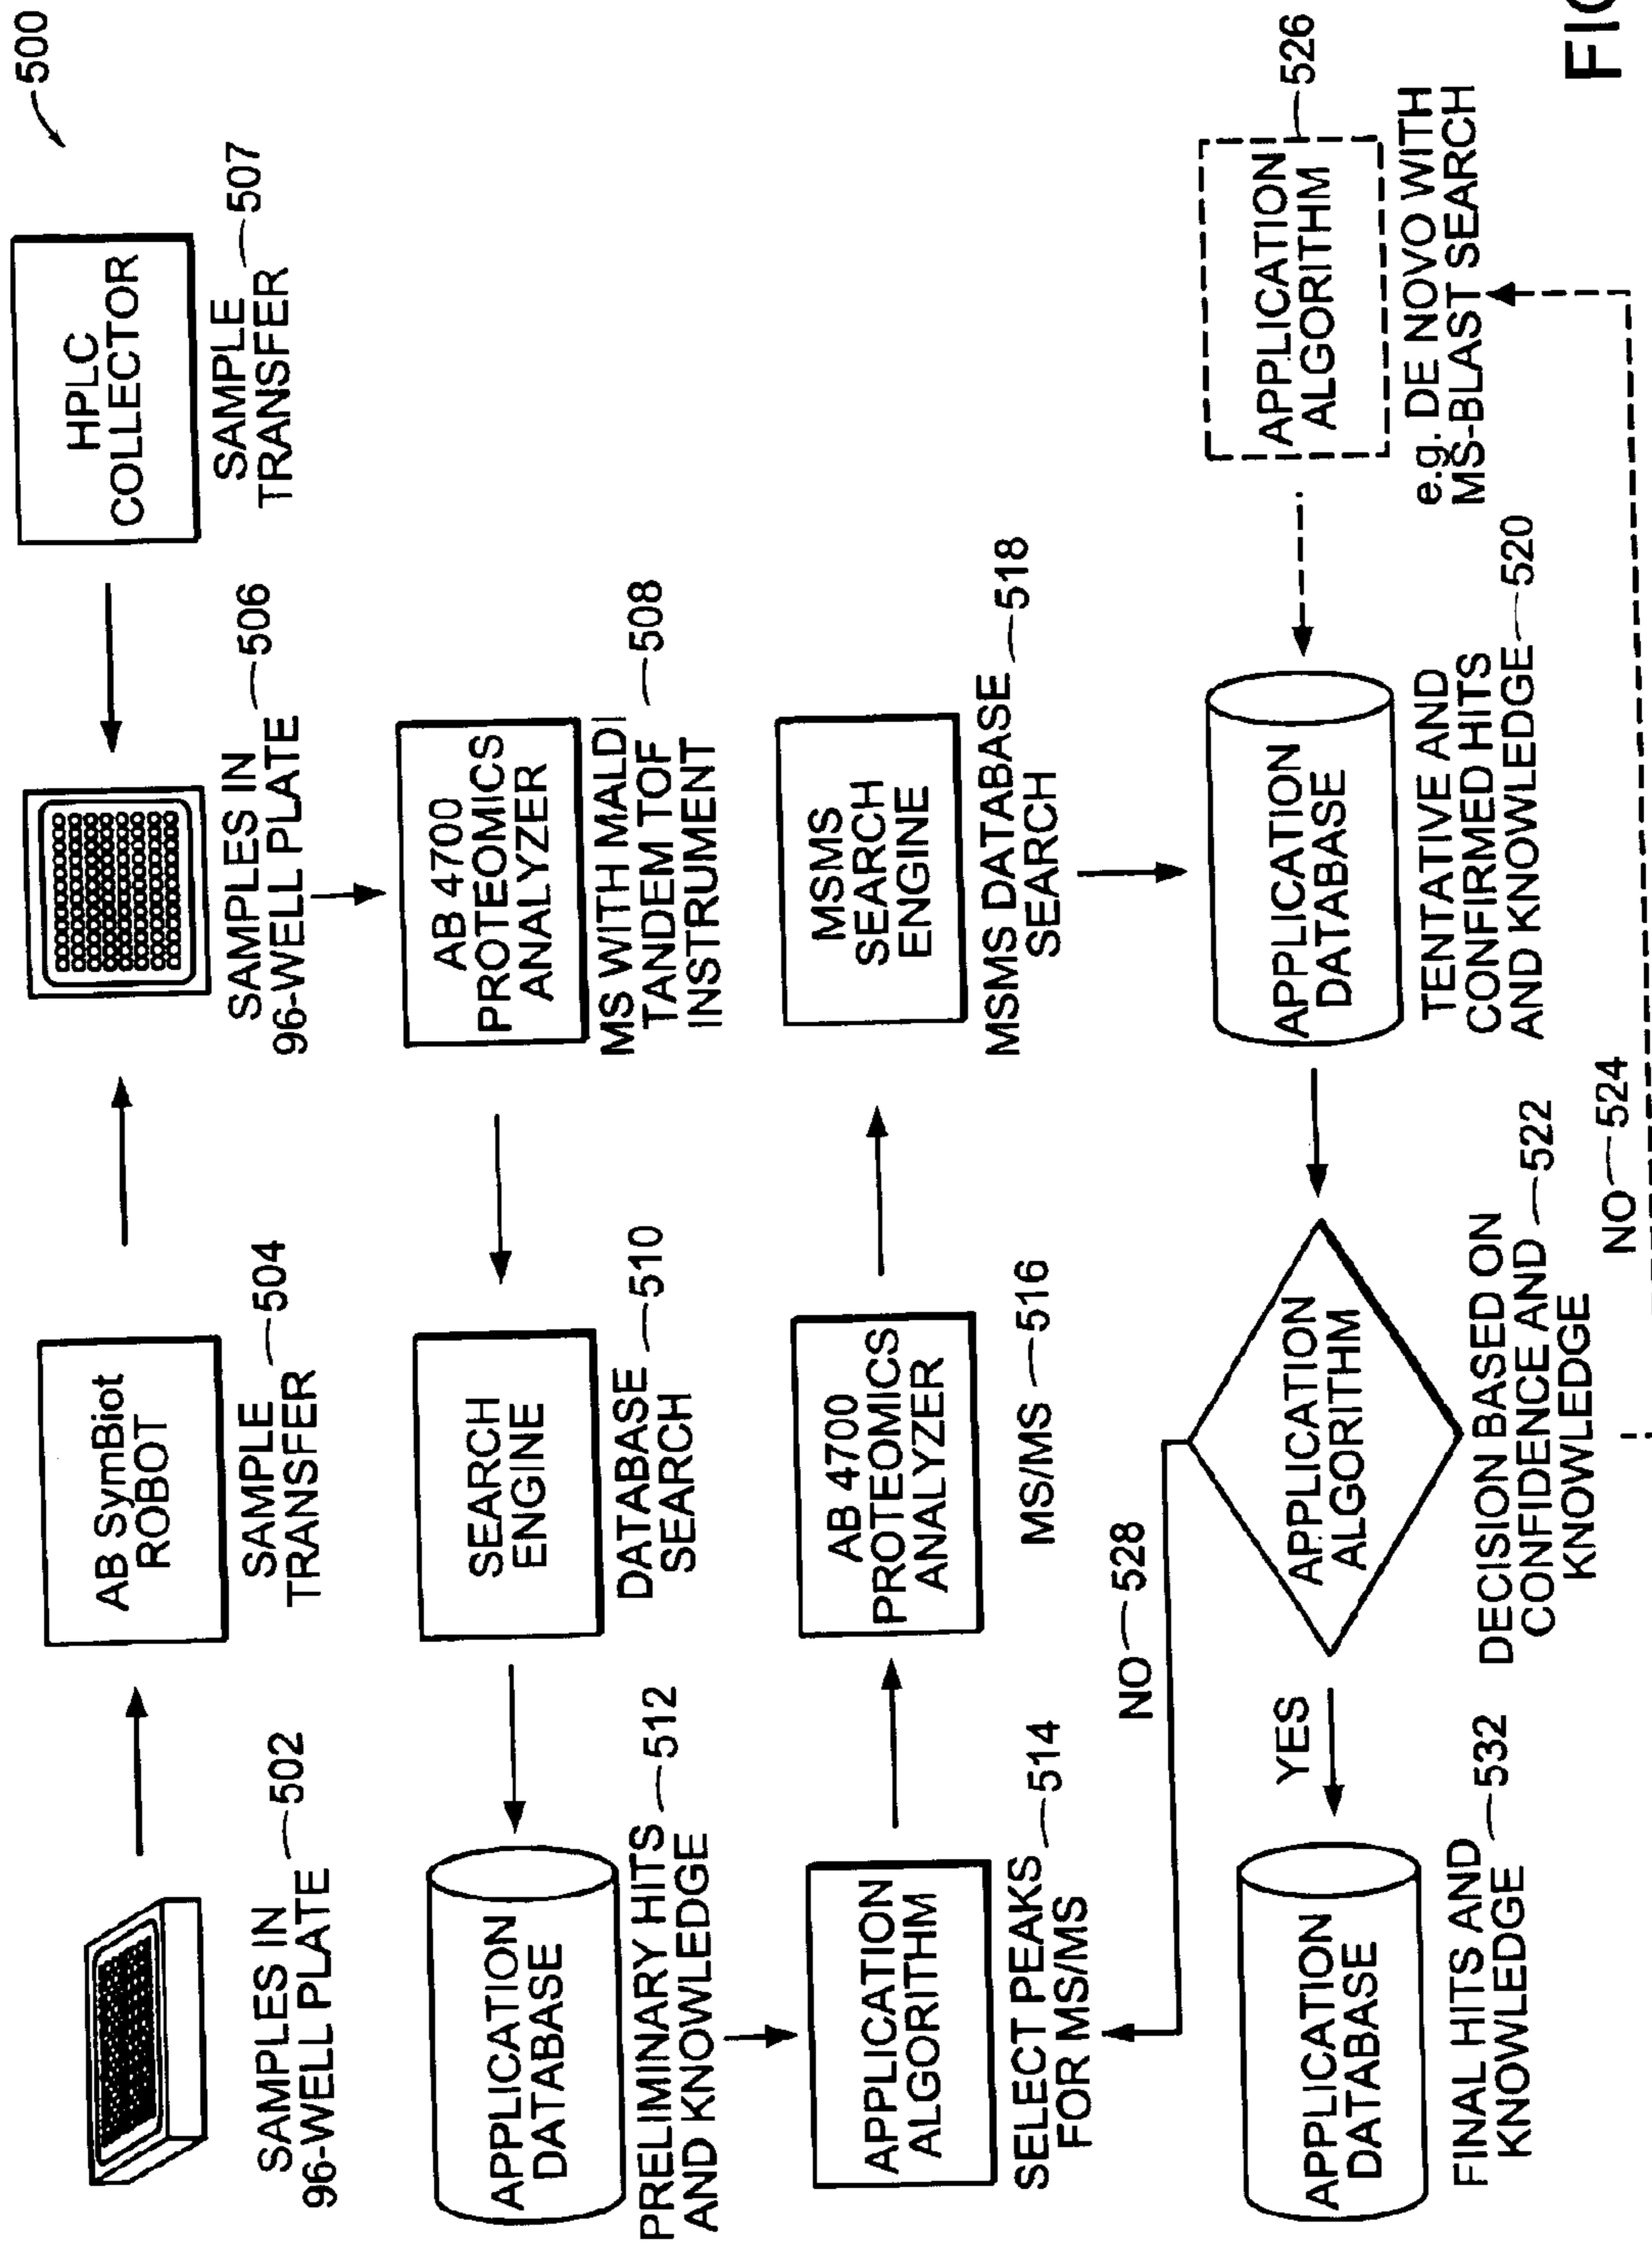 500
AB SymBiot
ROBOT
HPLC
COLLECTOR
SAMPLES IN
96-WELL PLATE
502
SAMPLE
TRANSFER
504
SAMPLES IN
96-WELL PLATE
506
SAMPLE
TRANSFER
507
APPLICATION
DATABASE
SEARCH
ENGINE
AB 4700
PROTEOMICS
ANALYZER
PRELIMINARY HITS
AND KNOWLEDGE
512
DATABASE
SEARCH
510
MS WITH MALDI
TANDEM TOF
INSTRUMENT
508
APPLICATION
ALGORITHM
AB 4700
PROTEOMICS
ANALYZER
MSMS
SEARCH
ENGINE
SELECT PEAKS
FOR MS/MS
514
MS/MS 516
MSMS DATABASE
SEARCH
518
NO 528
APPLICATION
DATABASE
YES
APPLICATION
ALGORITHM
APPLICATION
DATABASE
APPLICATION
ALGORITHM
526
FINAL HITS AND
KNOWLEDGE
532
DECISION BASED ON
CONFIDENCE AND
KNOWLEDGE
522
TENTATIVE AND
CONFIRMED HITS
AND KNOWLEDGE
520
e.g. DE NOVO WITH
MS-BLAST SEARCH
NO 524